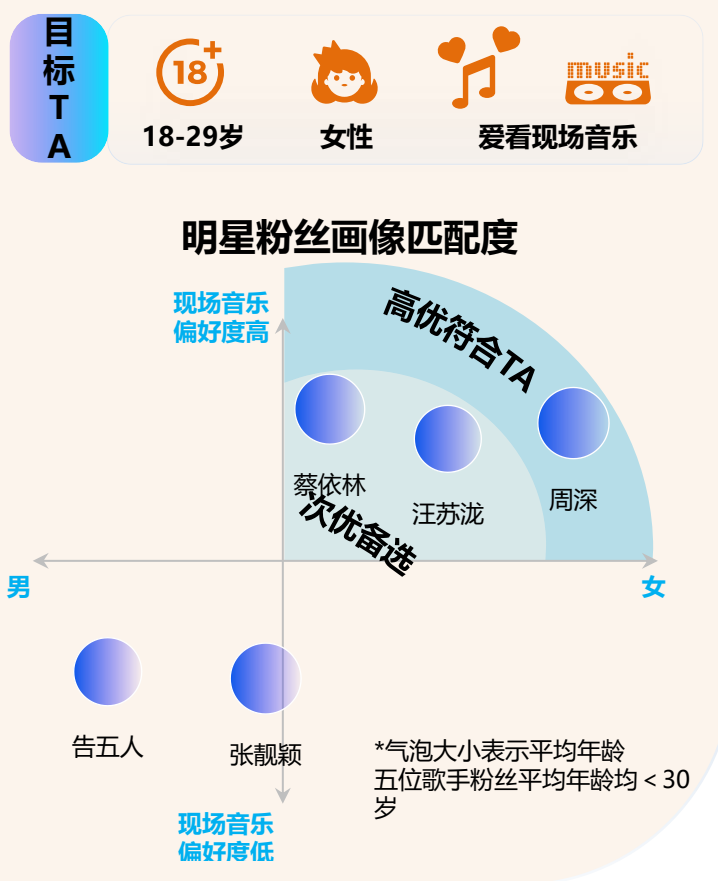 目
标
T
A
18+
music
18-29岁
女性
爱看现场音乐
明星粉丝画像匹配度
现场音乐
偏好度高
高优符合TA
蔡依林
汪苏泷
周深
次优备选
男
女
告五人
张靓颖
*气泡大小表示平均年龄
五位歌手粉丝平均年龄均＜30
岁
现场音乐
偏好度低